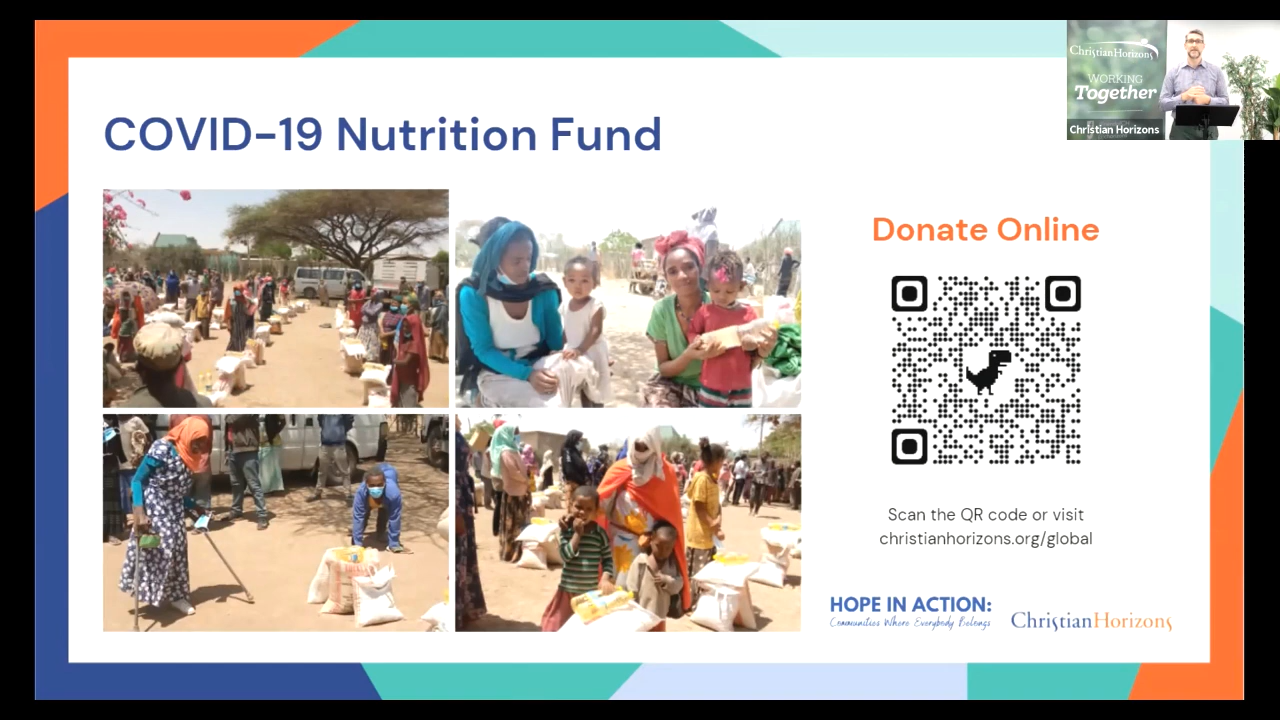 COVID-19 Nutrition Fund
ChristianHorizons
WORKING
Together
Christian Horizons
Donate Online
Scan the QR code or visit
christianhorizons.org/global
HOPE IN ACTION:
Communities Where Everybody Belongs
ChristianHorizons